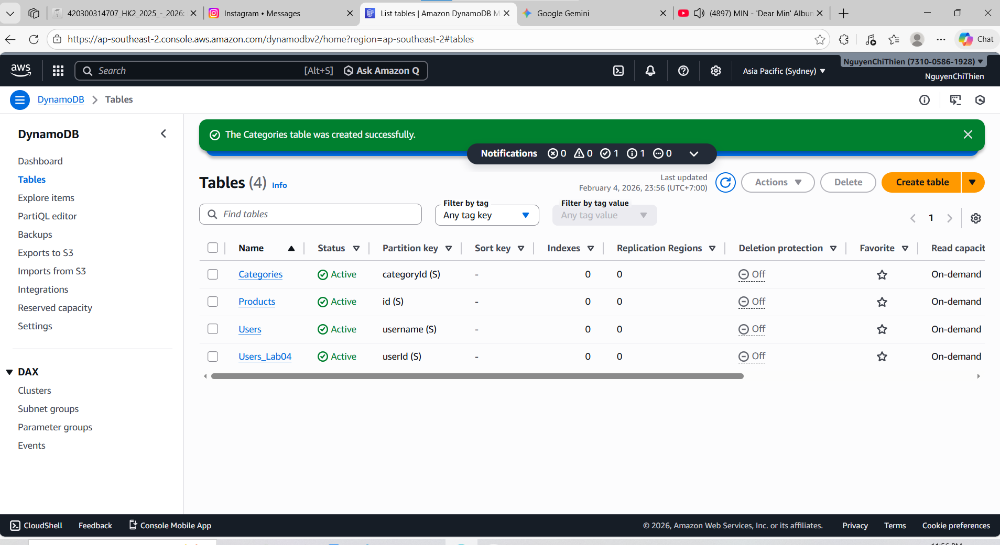 420300314707_HK2_2025_-_2026:
Instagram • Messages
List tables | Amazon DynamoDB M
Google Gemini
(4897) MIN - 'Dear Min' Albun
https://ap-southeast-2.console.aws.amazon.com/dynamodbv2/home?region=ap-southeast-2#tables
Chat
aws
Search
[Alt+S]
Ask Amazon Q
Asia Pacific (Sydney)
NguyenChiThien (7310-0586-1928)
NguyenChiThien
DynamoDB
Tables
DynamoDB
Dashboard
Tables
Explore items
PartiQL editor
Backups
Exports to S3
Imports from S3
Integrations
Reserved capacity
Settings
DAX
Clusters
Subnet groups
Parameter groups
Events
The Categories table was created successfully.
Notifications 0 0 1 1 0
Tables (4) Info
Last updated
February 4, 2026, 23:56 (UTC+7:00)
Actions
Delete
Create table
Find tables
Filter by tag
Any tag key
Filter by tag value
Any tag value
1
Name Status Partition key Sort key Indexes Replication Regions Deletion protection Favorite Read capacit
Categories Active categoryId (S) - 0 0 Off On-demand
Products Active id (S) - 0 0 Off On-demand
Users Active username (S) - 0 0 Off On-demand
Users_Lab04 Active userId (S) - 0 0 Off On-demand
CloudShell Feedback Console Mobile App
© 2026, Amazon Web Services, Inc. or its affiliates. Privacy Terms Cookie preferences